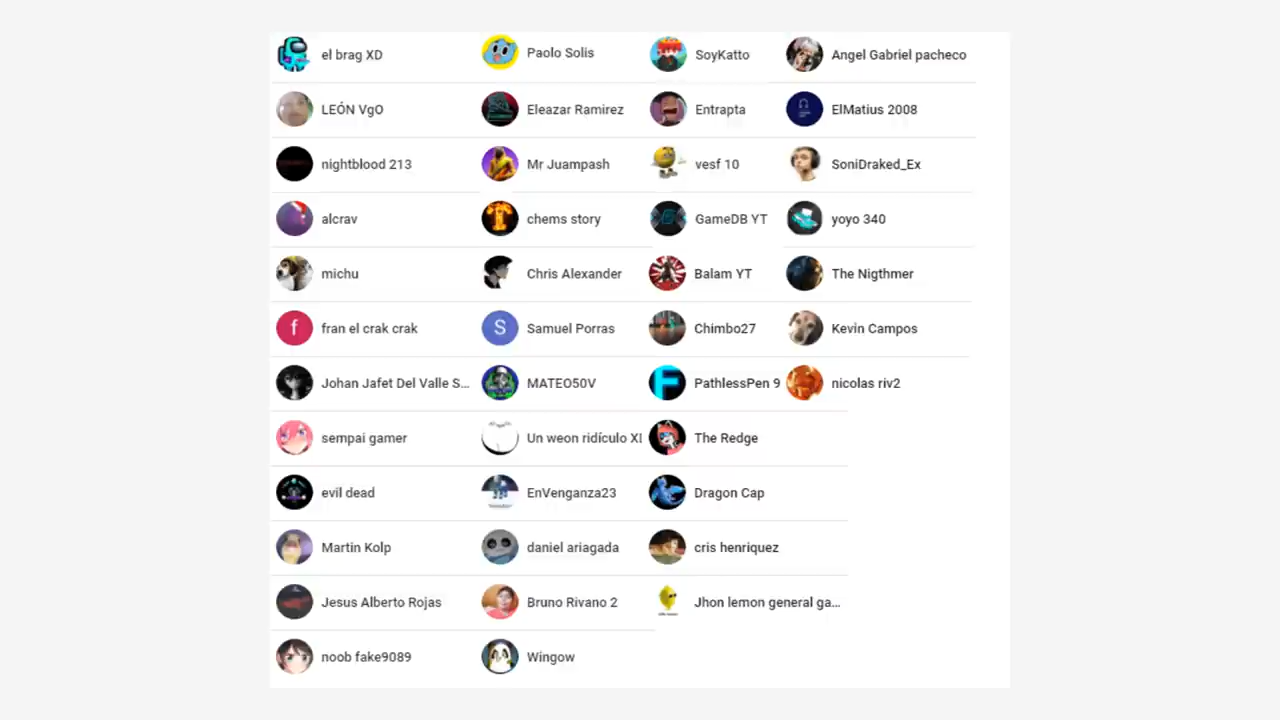 el brag XD
LEÓN VgO
nightblood 213
alcrav
michu
f
fran el crak crak
Johan Jafet Del Valle S...
sempai gamer
evil dead
Martin Kolp
Jesus Alberto Rojas
noob fake9089
Paolo Solis
Eleazar Ramirez
Mr Juampash
chems story
Chris Alexander
S
Samuel Porras
MATEO50V
Un weon ridículo XD
EnVenganza23
daniel ariagada
Bruno Rivano 2
Wingow
SoyKatto
Entrapta
vesf 10
GameDB YT
Balam YT
Chimbo27
F
PathlessPen 9
The Redge
Dragon Cap
cris henriquez
Jhon lemon general ga...
Angel Gabriel pacheco
ElMatius 2008
SoniDraked_Ex
yoyo 340
The Nigthmer
Kevin Campos
nicolas riv2